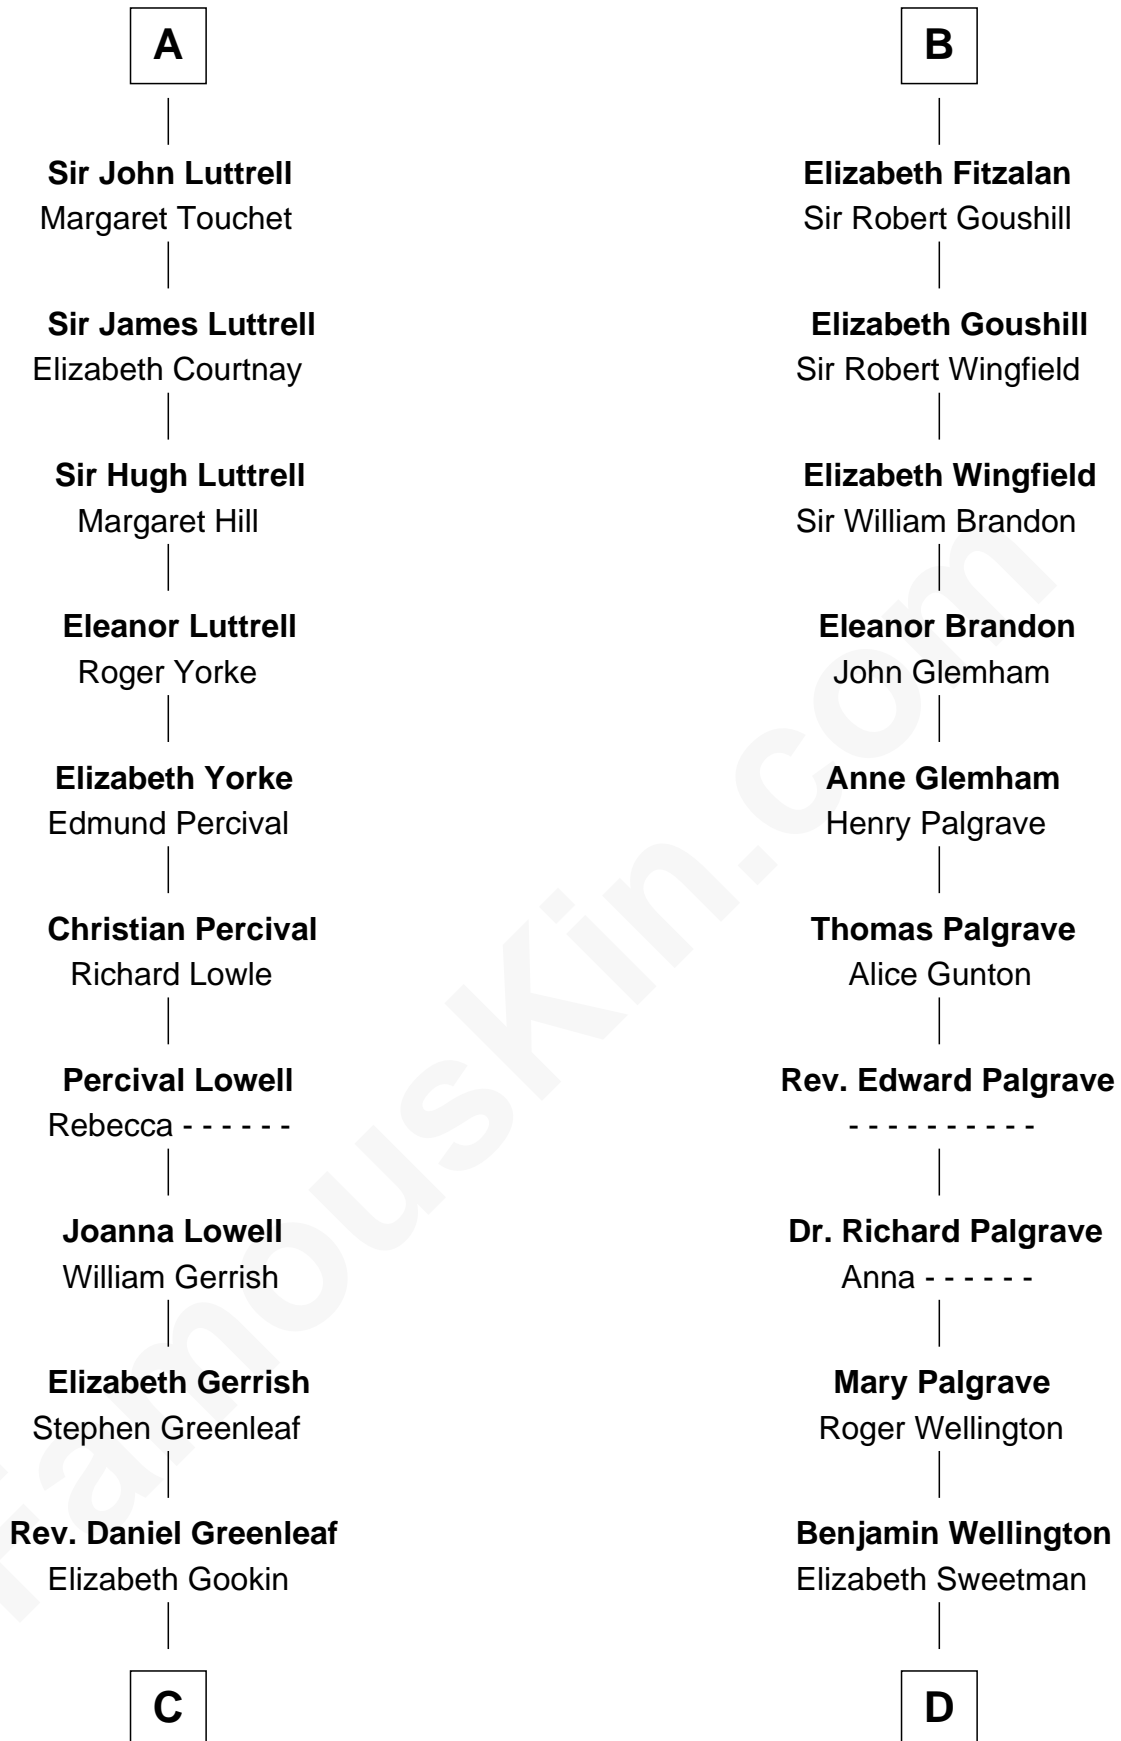 A
Sir John Luttrell
Margaret Touchet
Sir James Luttrell
Elizabeth Courtnay
Sir Hugh Luttrell
Margaret Hill
Eleanor Luttrell
Roger Yorke
Elizabeth Yorke
Edmund Percival
Christian Percival
Richard Lowle
Percival Lowell
Rebecca - - - - - -
Joanna Lowell
William Gerrish
Elizabeth Gerrish
Stephen Greenleaf
Rev. Daniel Greenleaf
Elizabeth Gookin
C
B
Elizabeth Fitzalan
Sir Robert Goushill
Elizabeth Goushill
Sir Robert Wingfield
Elizabeth Wingfield
Sir William Brandon
Eleanor Brandon
John Glemham
Anne Glemham
Henry Palgrave
Thomas Palgrave
Alice Gunton
Rev. Edward Palgrave
- - - - - - - - - -
Dr. Richard Palgrave
Anna - - - - - -
Mary Palgrave
Roger Wellington
Benjamin Wellington
Elizabeth Sweetman
D
FamousKin.com